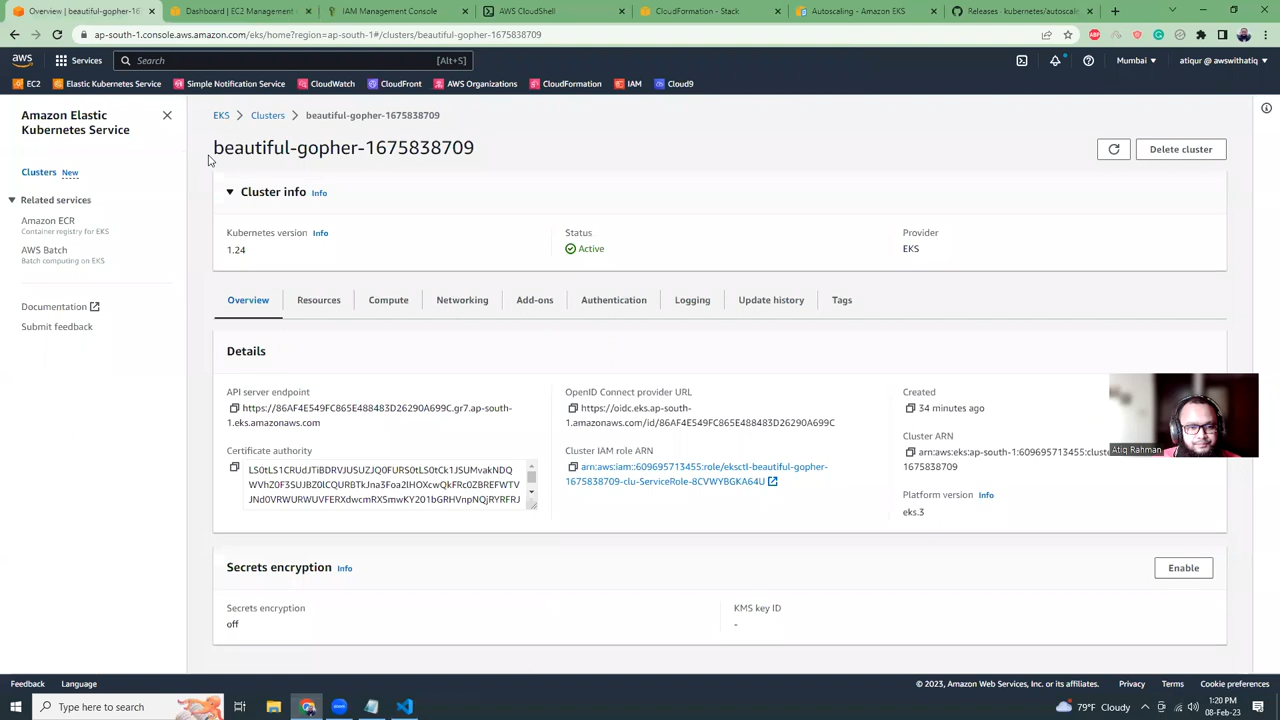 Overview | beautiful-gopher-16
Dashboard | EC2 Management
IAM Management Console
AWS CloudShell
CloudFormation - Stack
Autoscaling - Amazon EKS
Releases · kubernetes/autoscal
ap-south-1.console.aws.amazon.com/eks/home?region=ap-south-1#/clusters/beautiful-gopher-1675838709
aws Services Search [Alt+S] Mumbai atiqur @ awswithatiq
EC2 Elastic Kubernetes Service Simple Notification Service CloudWatch CloudFront AWS Organizations CloudFormation IAM Cloud9
Amazon Elastic
Kubernetes Service
Clusters New
Related services
Amazon ECR
Container registry for EKS
AWS Batch
Batch computing on EKS
Documentation
Submit feedback
EKS Clusters beautiful-gopher-1675838709
beautiful-gopher-1675838709
Delete cluster
Cluster info Info
Kubernetes version Info
1.24
Status
Active
Provider
EKS
Overview Resources Compute Networking Add-ons Authentication Logging Update history Tags
Details
API server endpoint
https://86AF4E549FC865E488483D26290A699C.gr7.ap-south-
1.eks.amazonaws.com
Certificate authority
LS0tLS1CRUdJTiBDRVJUSUZJQ0FURS0tLS0tCk1JSUMvakNDQ
WVhZ0F3SUJBZ0lCQURBTkJna3Foa2lHOXcwQkFRc0ZBREFWTV
JNd0VRWURWUVFERXdwcmRXSmwKY201bGRHVnpNQjRYRFRJ
OpenID Connect provider URL
https://oidc.eks.ap-south-
1.amazonaws.com/id/86AF4E549FC865E488483D26290A699C
Cluster IAM role ARN
arn:aws:iam::609695713455:role/eksctl-beautiful-gopher-
1675838709-clu-ServiceRole-8CVWYBGKA64U
Created
34 minutes ago
Cluster ARN
arn:aws:eks:ap-south-1:609695713455:cluste
1675838709
Platform version Info
eks.3
Atiq Rahman
Secrets encryption Info
Enable
Secrets encryption
off
KMS key ID
-
Feedback Language © 2023, Amazon Web Services, Inc. or its affiliates. Privacy Terms Cookie preferences
Type here to search
79°F Cloudy
1:20 PM
08-Feb-23